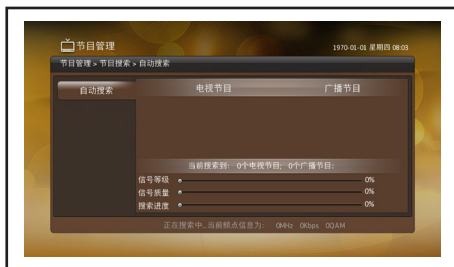 节目管理
1970-01-01 星期四 08:03
节目管理 > 节目搜索 > 自动搜索
自动搜索
电视节目 广播节目
当前搜索到: 0个电视节目; 0个广播节目;
信号等级 0%
信号质量 0%
搜索进度 0%
正在搜索中...当前频点信息为: 0MHz 0Kbps 0QAM